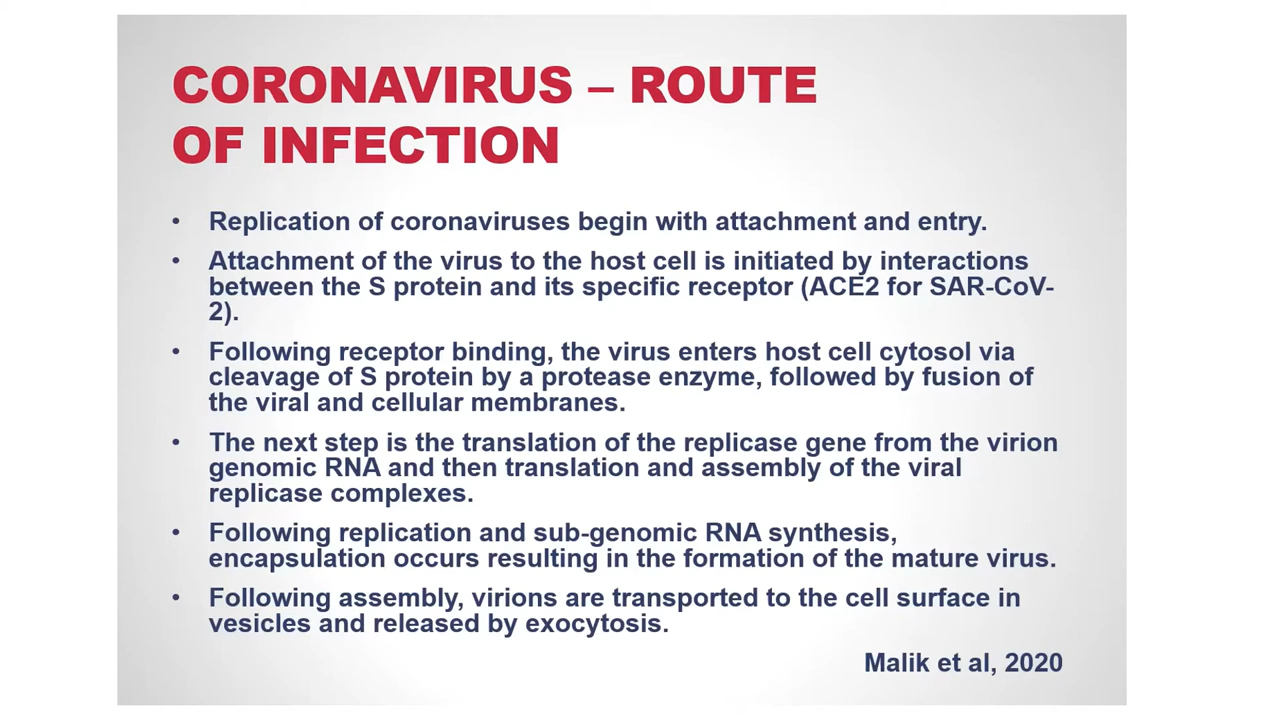 CORONAVIRUS – ROUTE
OF INFECTION
• Replication of coronaviruses begin with attachment and entry.
• Attachment of the virus to the host cell is initiated by interactions
between the S protein and its specific receptor (ACE2 for SAR-CoV-
2).
• Following receptor binding, the virus enters host cell cytosol via
cleavage of S protein by a protease enzyme, followed by fusion of
the viral and cellular membranes.
• The next step is the translation of the replicase gene from the virion
genomic RNA and then translation and assembly of the viral
replicase complexes.
• Following replication and sub-genomic RNA synthesis,
encapsulation occurs resulting in the formation of the mature virus.
• Following assembly, virions are transported to the cell surface in
vesicles and released by exocytosis.
Malik et al, 2020